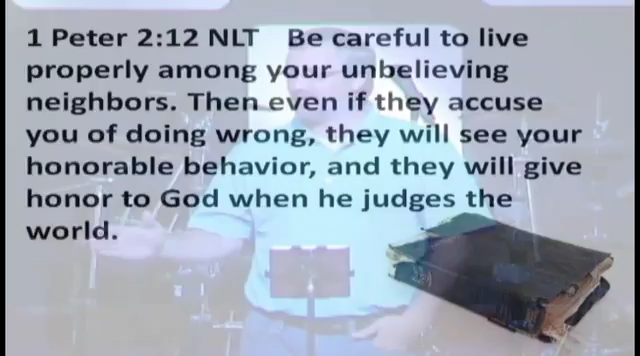 1 Peter 2:12 NLT Be careful to live
properly among your unbelieving
neighbors. Then even if they accuse
you of doing wrong, they will see your
honorable behavior, and they will give
honor to God when he judges the
world.